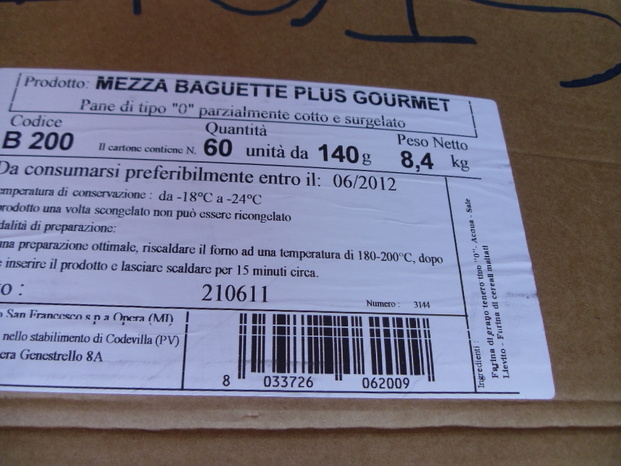 Prodotto: MEZZA BAGUETTE PLUS GOURMET
Pane di tipo "0" parzialmente cotto e surgelato
Codice Quantità Peso Netto
B 200 Il cartone contiene N. 60 unità da 140 g 8,4 kg
Da consumarsi preferibilmente entro il: 06/2012
emperatura di conservazione : da -18°C a -24°C
prodotto una volta scongelato non può essere ricongelato
dalità di preparazione:
una preparazione ottimale, riscaldare il forno ad una temperatura di 180-200°C, dopo
e inserire il prodotto e lasciare scaldare per 15 minuti circa.
to : 210611 Numero : 3144
o San Francesco s.p.a Opera (MI)
nello stabilimento di Codevilla (PV)
era Genestrello 8A
8 033726 062009
Ingredienti :
Farina di grano tenero tipo "0", Acqua - Sale
Lievito - Farina di cereali maltati